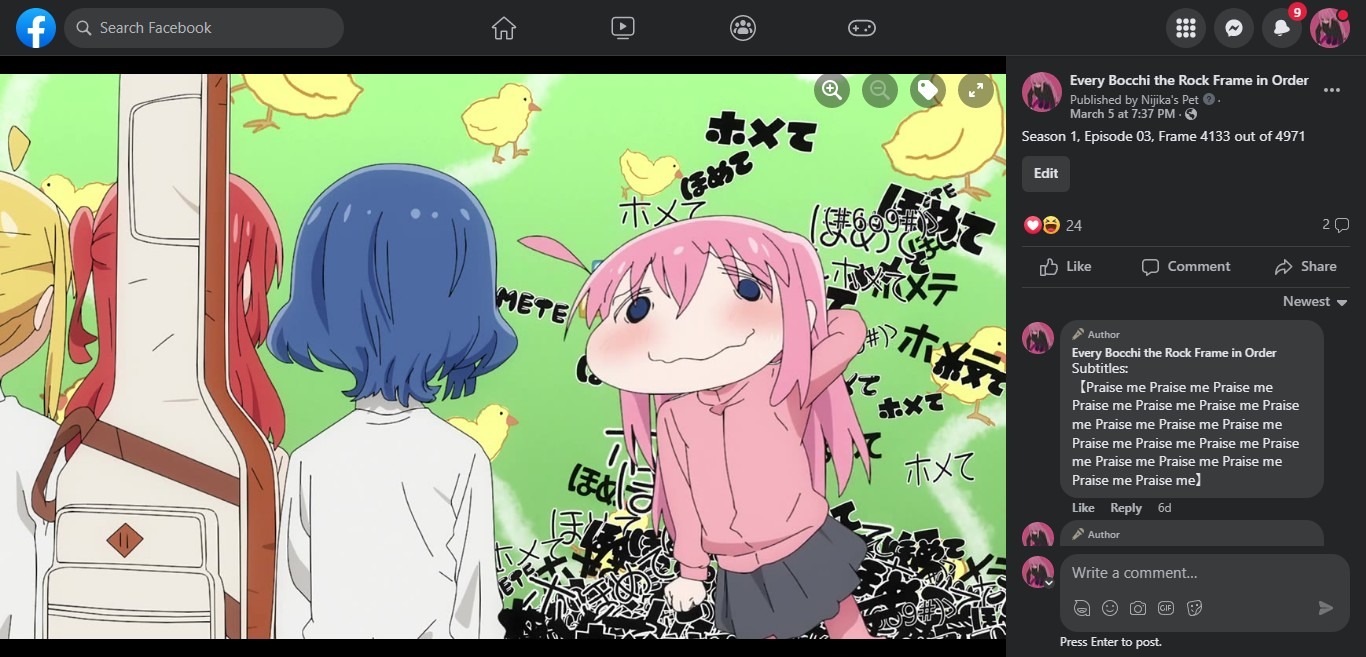 Search Facebook
9
Every Bocchi the Rock Frame in Order
Published by Nijika's Pet
March 5 at 7:37 PM
Season 1, Episode 03, Frame 4133 out of 4971
Edit
24
2
Like
Comment
Share
Newest
Author
Every Bocchi the Rock Frame in Order
Subtitles:
【Praise me Praise me Praise me
Praise me Praise me Praise me Praise
me Praise me Praise me Praise me
Praise me Praise me Praise me Praise
me Praise me Praise me Praise me
Praise me Praise me】
Like
Reply
6d
Author
Write a comment...
GIF
Press Enter to post.
ホメて
ほめて
ホメて
ほめて
METE
ホメて
ホメて
ホメて
ほめて